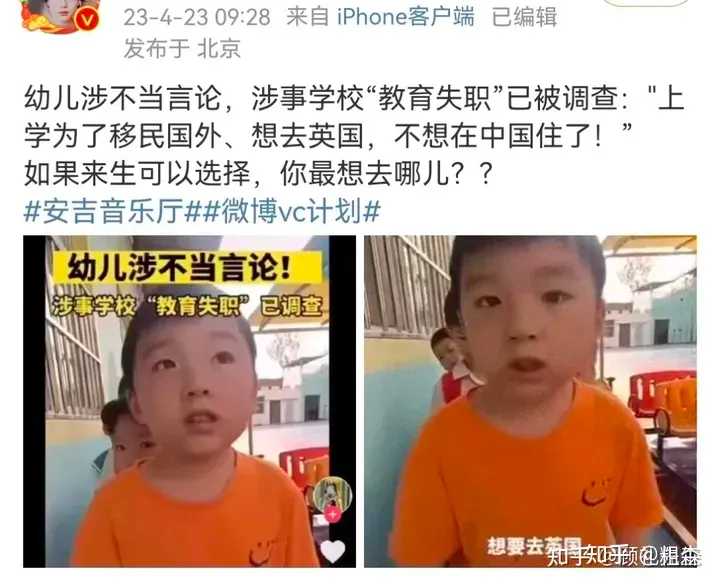 23-4-23 09:28 来自 iPhone客户端 已编辑
发布于 北京
幼儿涉不当言论，涉事学校“教育失职”已被调查："上
学为了移民国外、想去英国，不想在中国住了！”
如果来生可以选择，你最想去哪儿？？
#安吉音乐厅##微博vc计划#
幼儿涉不当言论！
涉事学校“教育失职”已调查
想要去英国